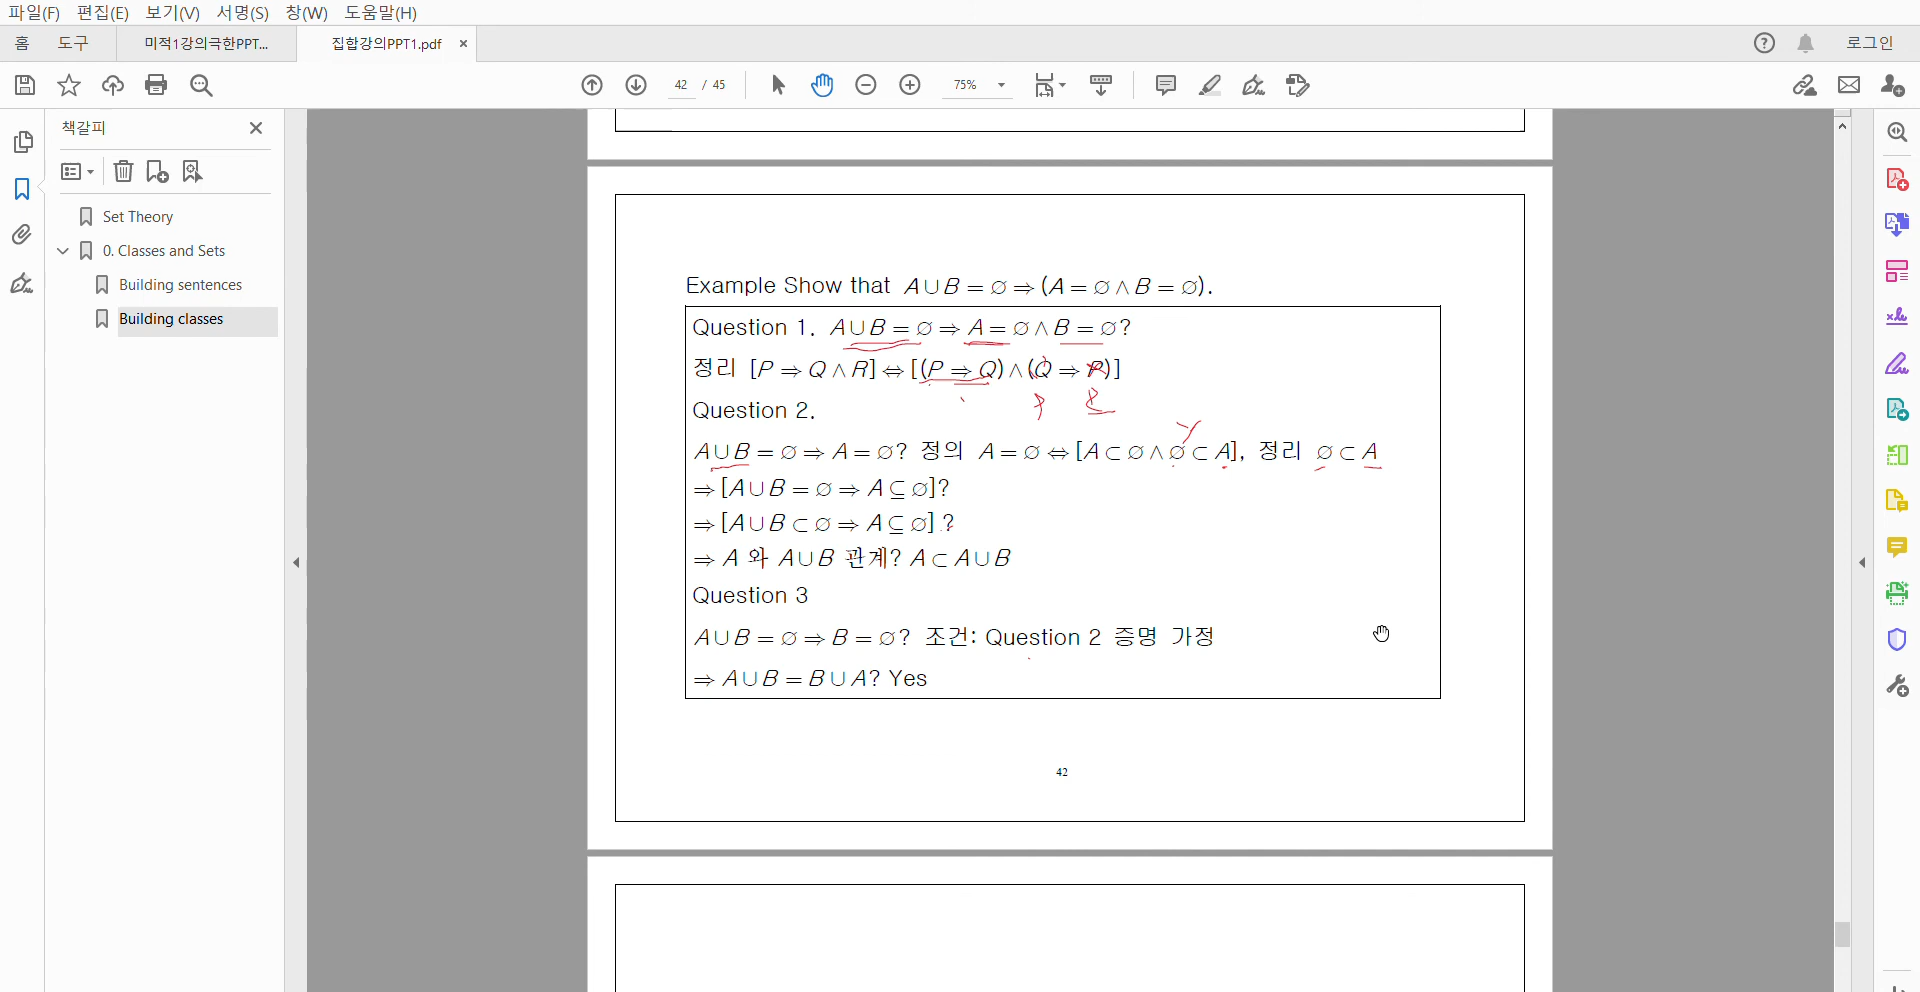 파일(F) 편집(E) 보기(V) 서명(S) 창(W) 도움말(H)
홈 도구 미적1강의극한PPT... 집합강의PPT1.pdf × 로그인
42 / 45 75%
책갈피
Set Theory
0. Classes and Sets
Building sentences
Building classes
Example Show that A∪B=∅⇒(A=∅∧B=∅).
Question 1. A∪B=∅⇒A=∅∧B=∅?
정리 [P⇒Q∧R]⇔[(P⇒Q)∧(Q⇒P)]
P R
Question 2.
A∪B=∅⇒A=∅? 정의 A=∅⇔[A⊂∅∧∅⊂A], 정리 ∅⊂A
⇒[A∪B=∅⇒A⊆∅]?
⇒[A∪B⊂∅⇒A⊆∅]?
⇒A 와 A∪B 관계? A⊂A∪B
Question 3
A∪B=∅⇒B=∅? 조건: Question 2 증명 가정
⇒A∪B=B∪A? Yes
42